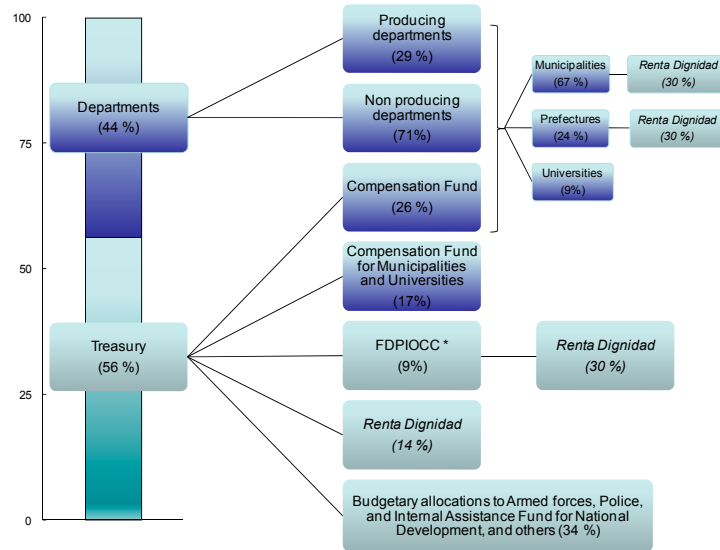 100
75
50
25
0
Departments
(44 %)
Treasury
(56 %)
Producing
departments
(29 %)
Non producing
departments
(71%)
Compensation Fund
(26 %)
Compensation Fund
for Municipalities
and Universities
(17%)
FDPIOCC *
(9%)
Renta Dignidad
(14 %)
Budgetary allocations to Armed forces, Police,
and Internal Assistance Fund for National
Development, and others (34 %)
Municipalities
(67 %)
Renta Dignidad
(30 %)
Prefectures
(24 %)
Renta Dignidad
(30 %)
Universities
(9%)
Renta Dignidad
(30 %)